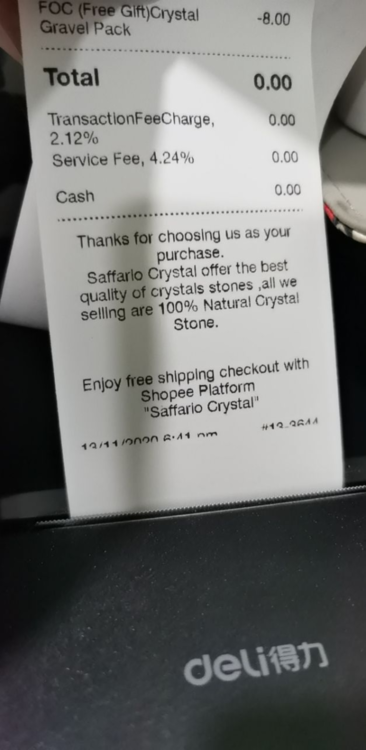 FOC (Free Gift)Crystal -8.00
Gravel Pack
Total 0.00
TransactionFeeCharge, 0.00
2.12%
Service Fee, 4.24% 0.00
Cash 0.00
Thanks for choosing us as your
purchase.
Saffario Crystal offer the best
quality of crystals stones ,all we
selling are 100% Natural Crystal
Stone.
Enjoy free shipping checkout with
Shopee Platform
"Saffario Crystal"
6:41 pm
deli得力